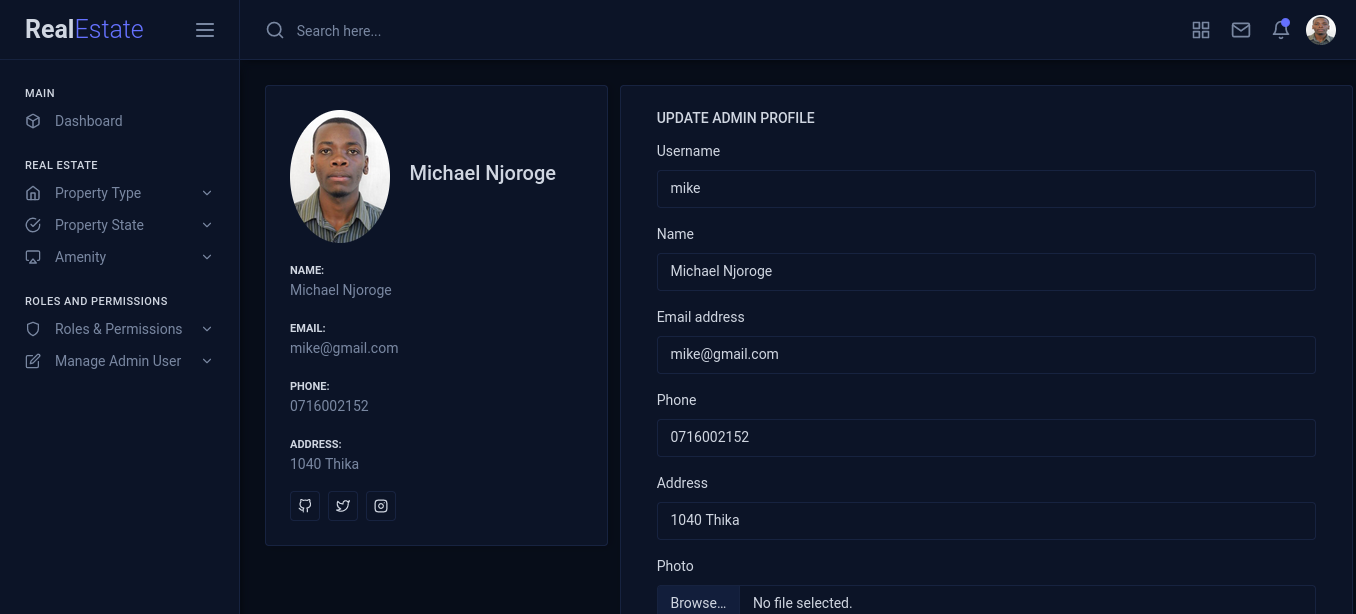 RealEstate
Search here...
MAIN
Dashboard
REAL ESTATE
Property Type
Property State
Amenity
ROLES AND PERMISSIONS
Roles & Permissions
Manage Admin User
Michael Njoroge
NAME:
Michael Njoroge
EMAIL:
mike@gmail.com
PHONE:
0716002152
ADDRESS:
1040 Thika
UPDATE ADMIN PROFILE
Username
mike
Name
Michael Njoroge
Email address
mike@gmail.com
Phone
0716002152
Address
1040 Thika
Photo
Browse... No file selected.